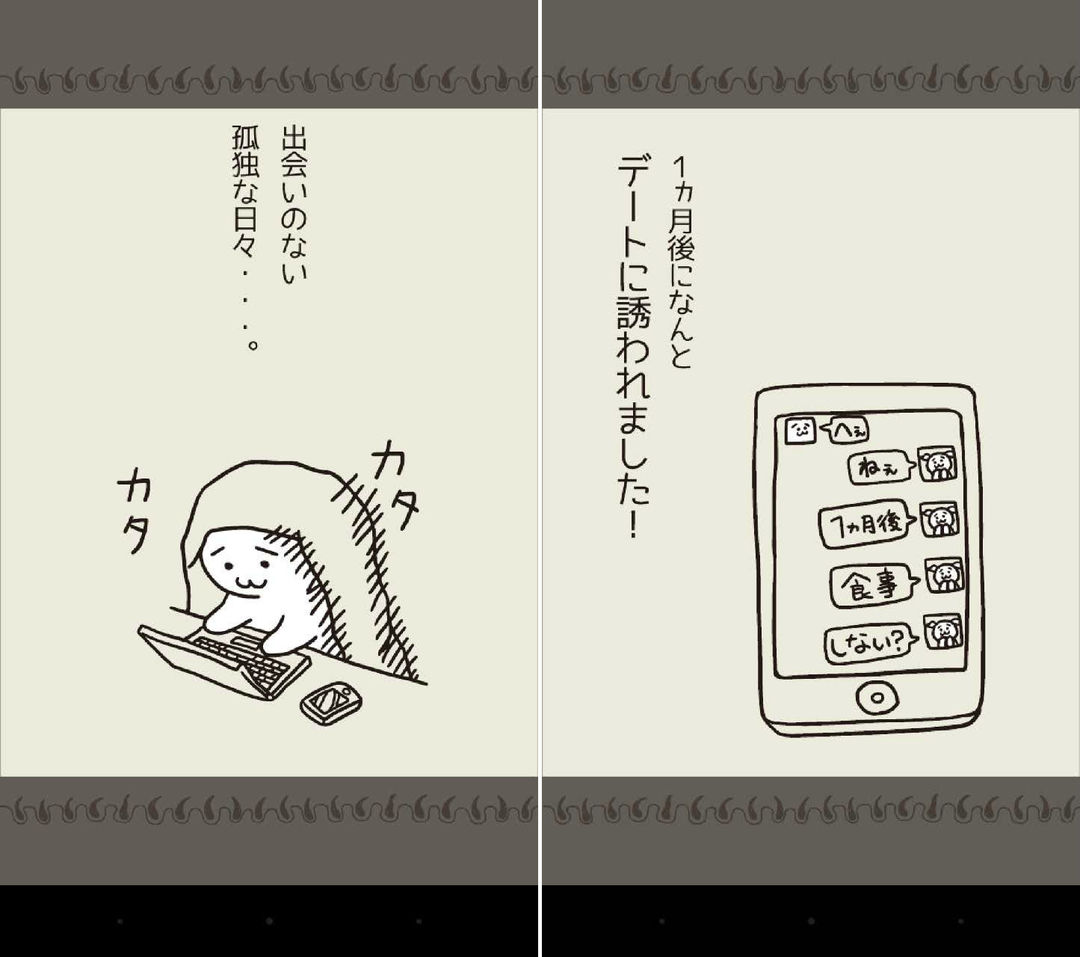 出会いのない
孤独な日々・・・。
カタ
カタ
1ヵ月後になんと
デートに誘われました！
へぇ
ねぇ
1ヵ月後
食事
しない？